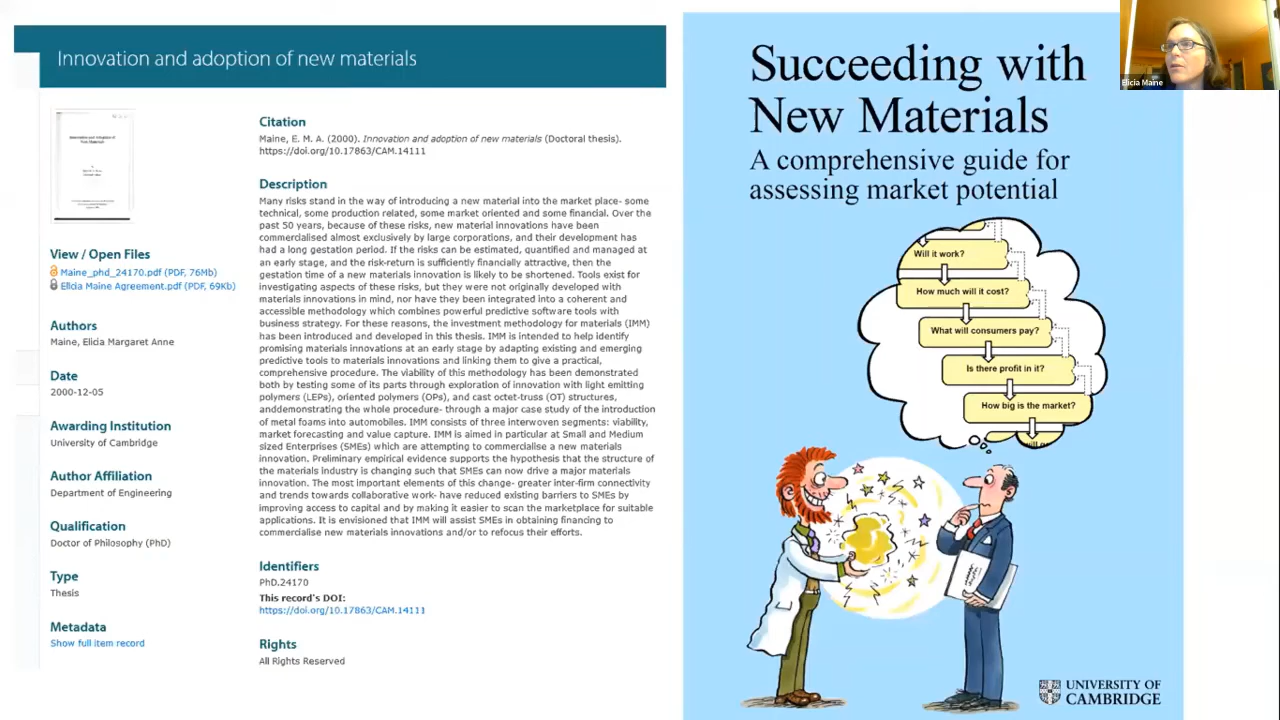 Innovation and adoption of new materials
View / Open Files
Maine_phd_24170.pdf (PDF, 76Mb)
Elicia Maine Agreement.pdf (PDF, 69Kb)
Authors
Maine, Elicia Margaret Anne
Date
2000-12-05
Awarding Institution
University of Cambridge
Author Affiliation
Department of Engineering
Qualification
Doctor of Philosophy (PhD)
Type
Thesis
Metadata
Show full item record
Citation
Maine, E. M. A. (2000). Innovation and adoption of new materials (Doctoral thesis).
https://doi.org/10.17863/CAM.14111
Description
Many risks stand in the way of introducing a new material into the market place- some
technical, some production related, some market oriented and some financial. Over the
past 50 years, because of these risks, new material innovations have been
commercialised almost exclusively by large corporations, and their development has
had a long gestation period. If the risks can be estimated, quantified and managed at
an early stage, and the risk-return is sufficiently financially attractive, then the
gestation time of a new materials innovation is likely to be shortened. Tools exist for
investigating aspects of these risks, but they were not originally developed with
materials innovations in mind, nor have they been integrated into a coherent and
accessible methodology which combines powerful predictive software tools with
business strategy. For these reasons, the investment methodology for materials (IMM)
has been introduced and developed in this thesis. IMM is intended to help identify
promising materials innovations at an early stage by adapting existing and emerging
predictive tools to materials innovations and linking them to give a practical,
comprehensive procedure. The viability of this methodology has been demonstrated
both by testing some of its parts through exploration of innovation with light emitting
polymers (LEPs), oriented polymers (OPs), and cast octet-truss (OT) structures,
anddemonstrating the whole procedure- through a major case study of the introduction
of metal foams into automobiles. IMM consists of three interwoven segments: viability,
market forecasting and value capture. IMM is aimed in particular at Small and Medium
sized Enterprises (SMEs) which are attempting to commercialise a new materials
innovation. Preliminary empirical evidence supports the hypothesis that the structure of
the materials industry is changing such that SMEs can now drive a major materials
innovation. The most important elements of this change- greater inter-firm connectivity
and trends towards collaborative work- have reduced existing barriers to SMEs by
improving access to capital and by making it easier to scan the marketplace for suitable
applications. It is envisioned that IMM will assist SMEs in obtaining financing to
commercialise new materials innovations and/or to refocus their efforts.
Identifiers
PhD.24170
This record's DOI:
https://doi.org/10.17863/CAM.14111
Rights
All Rights Reserved
Succeeding with
New Materials
A comprehensive guide for
assessing market potential
Will it work?
How much will it cost?
What will consumers pay?
Is there profit in it?
How big is the market?
UNIVERSITY OF
CAMBRIDGE
Elicia Maine